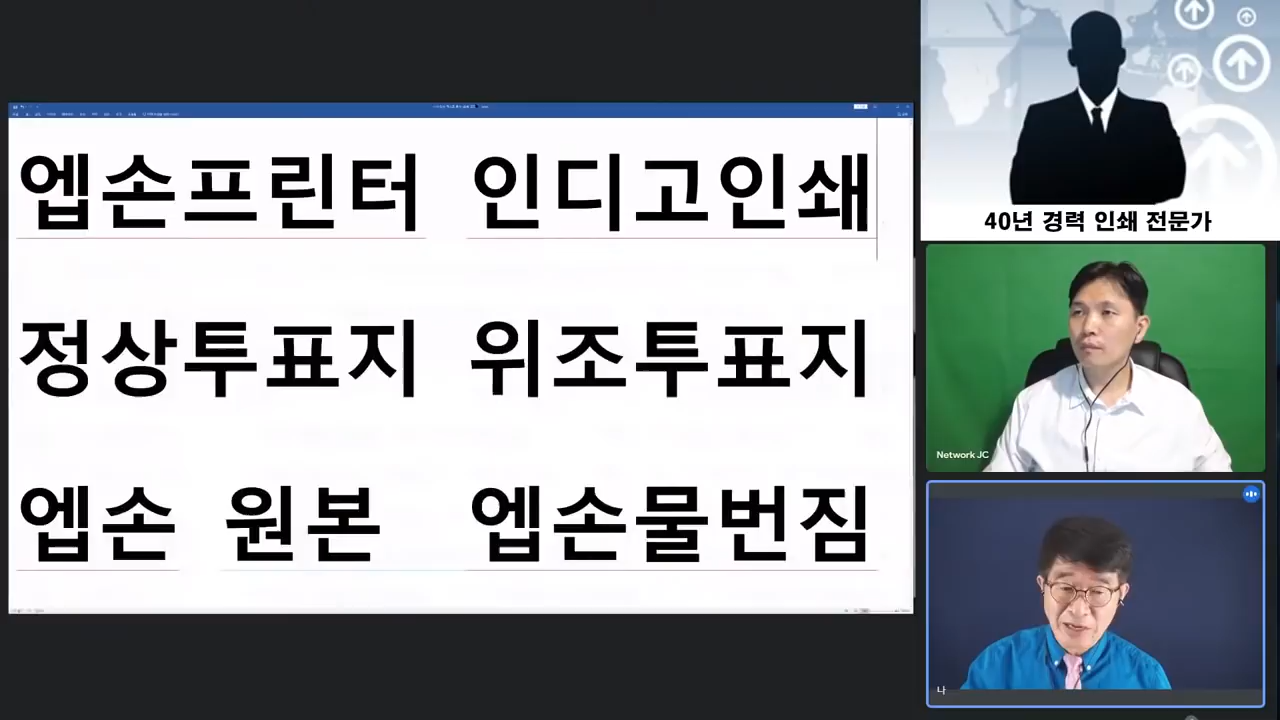 엡손프린터 인디고인쇄
정상투표지 위조투표지
엡손 원본 엡손물번짐
40년 경력 인쇄 전문가
Network JC
나